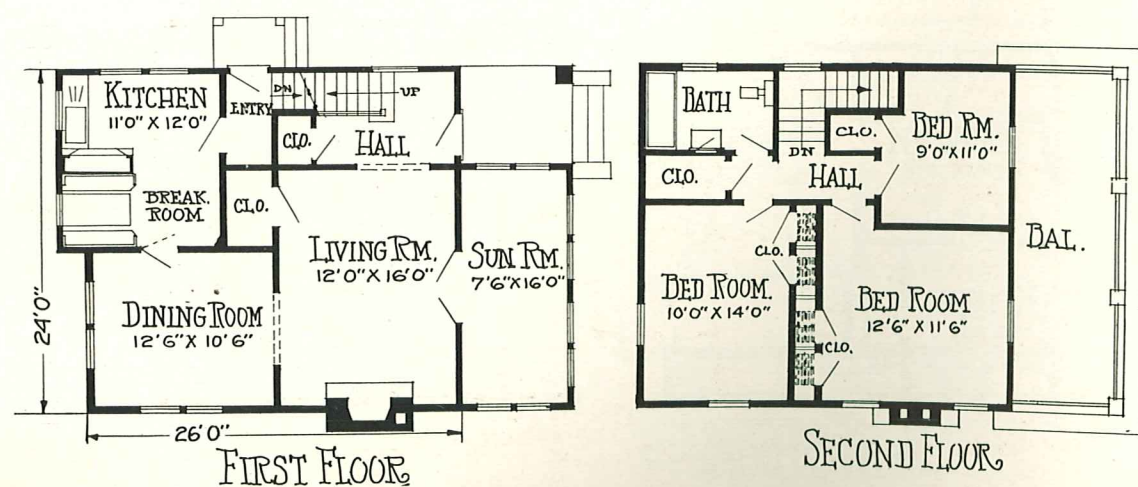 KITCHEN
11'0" X 12'0"
ENTRY
DN
UP
CLO.
HALL
BREAK.
ROOM.
CLO.
LIVING RM.
12'0" X 16'0"
SUN RM.
7'6" X 16'0"
DINING ROOM
12'6" X 10'6"
24'0"
26'0"
FIRST FLOOR
BATH
CLO.
BED RM.
9'0" X 11'0"
DN
HALL
CLO.
CLO.
BAL.
BED ROOM.
10'0" X 14'0"
BED ROOM
12'6" X 11'6"
CLO.
SECOND FLOOR